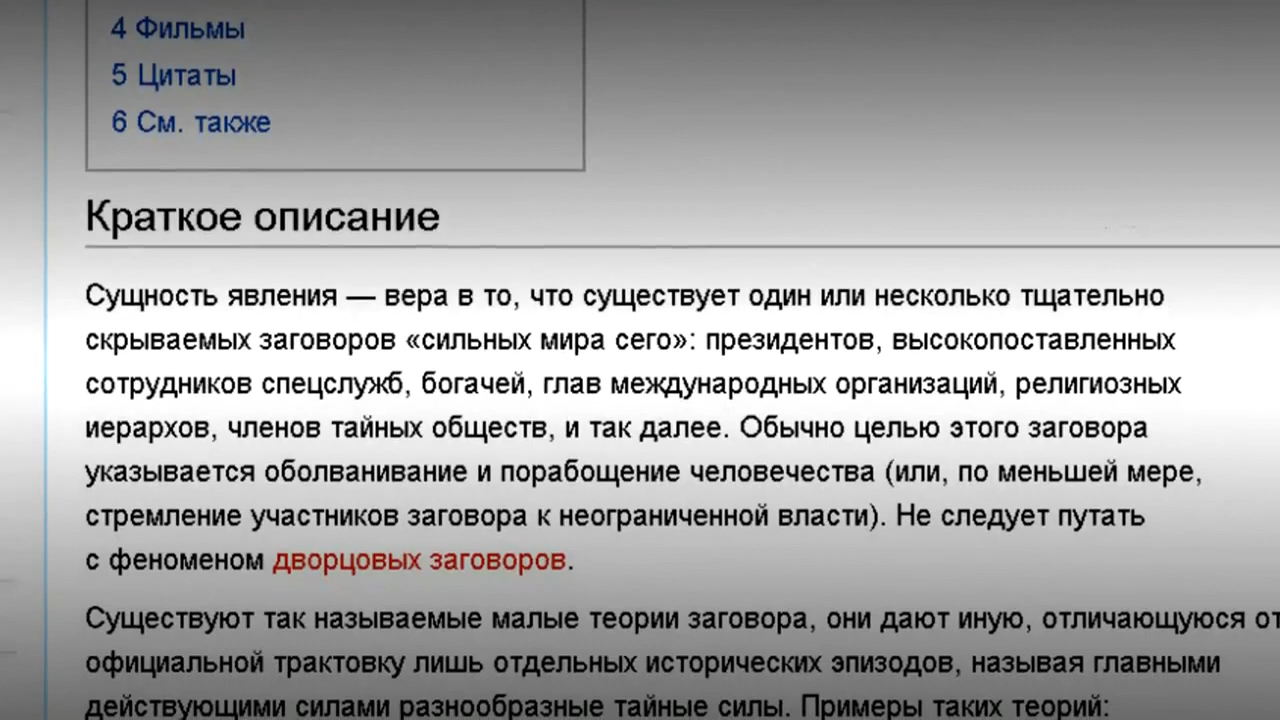 4 Фильмы
5 Цитаты
6 См. также
Краткое описание
Сущность явления — вера в то, что существует один или несколько тщательно
скрываемых заговоров «сильных мира сего»: президентов, высокопоставленных
сотрудников спецслужб, богачей, глав международных организаций, религиозных
иерархов, членов тайных обществ, и так далее. Обычно целью этого заговора
указывается оболванивание и порабощение человечества (или, по меньшей мере,
стремление участников заговора к неограниченной власти). Не следует путать
с феноменом дворцовых заговоров.
Существуют так называемые малые теории заговора, они дают иную, отличающуюся от
официальной трактовку лишь отдельных исторических эпизодов, называя главными
действующими силами разнообразные тайные силы. Примеры таких теорий: